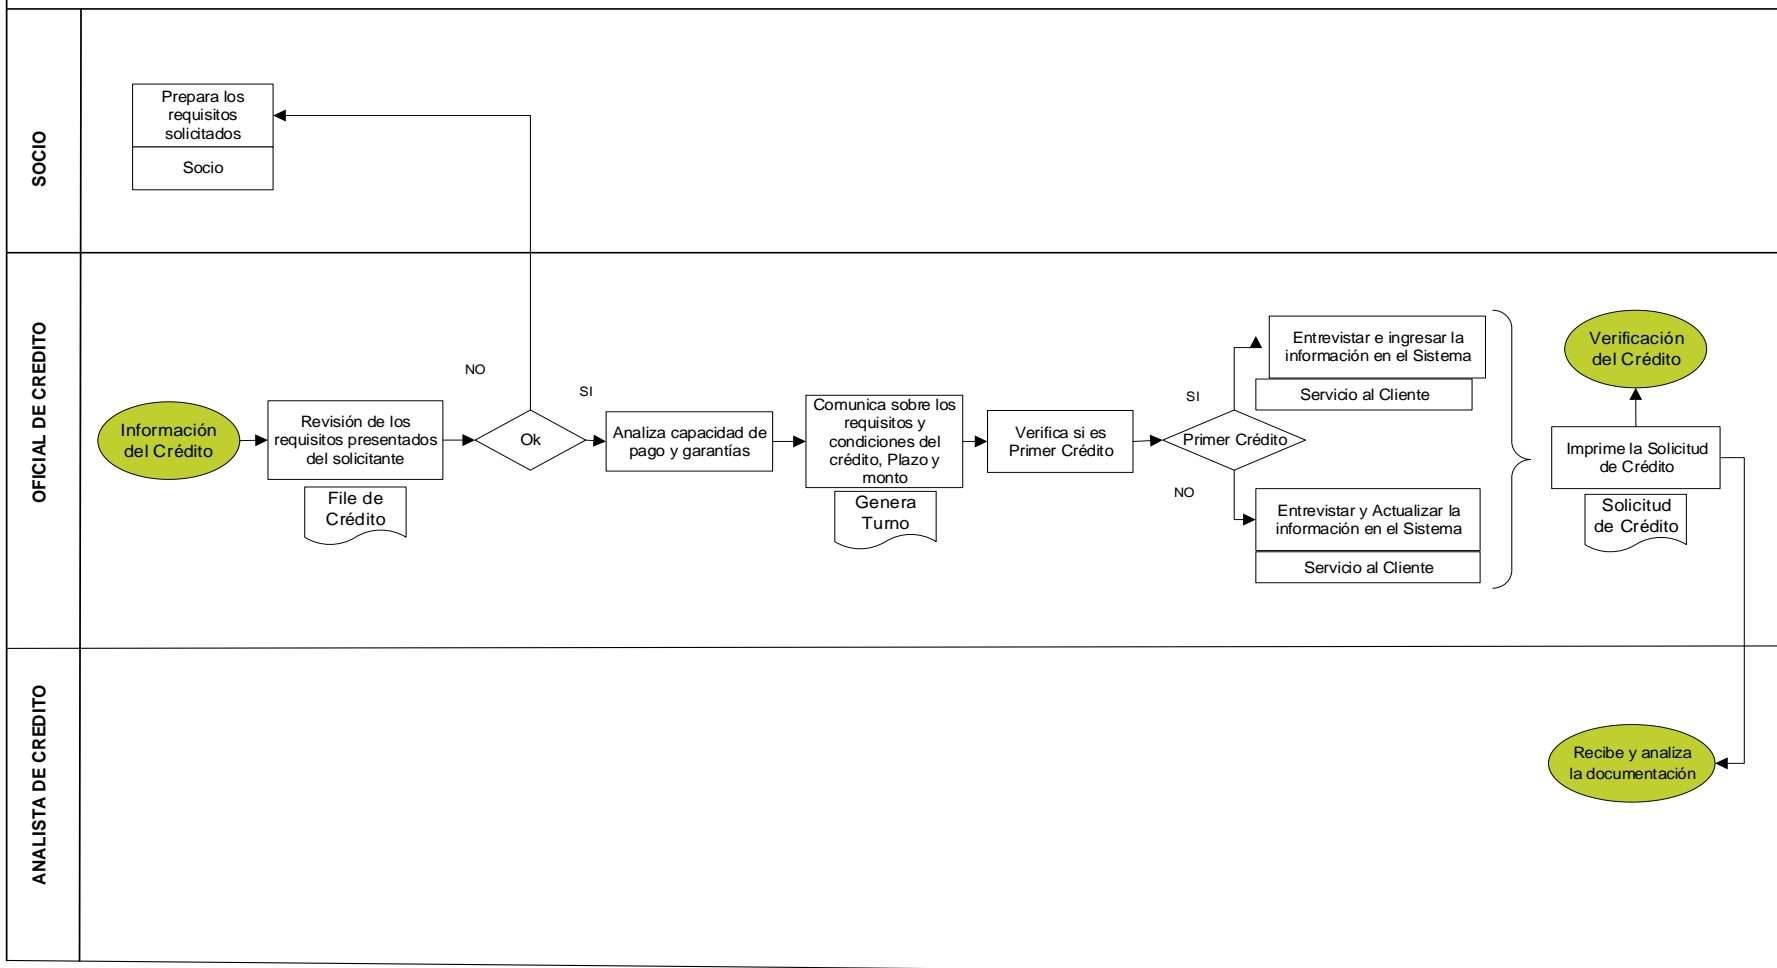 SOCIO
Prepara los
requisitos
solicitados
Socio
OFICIAL DE CREDITO
Información
del Crédito
Revisión de los
requisitos presentados
del solicitante
File de
Crédito
NO
Ok
SI
Analiza capacidad de
pago y garantías
Comunica sobre los
requisitos y
condiciones del
crédito, Plazo y
monto
Genera
Turno
Verifica si es
Primer Crédito
Primer Crédito
SI
NO
Entrevistar e ingresar la
información en el Sistema
Servicio al Cliente
Entrevistar y Actualizar la
información en el Sistema
Servicio al Cliente
Verificación
del Crédito
Imprime la Solicitud
de Crédito
Solicitud
de Crédito
ANALISTA DE CREDITO
Recibe y analiza
la documentación